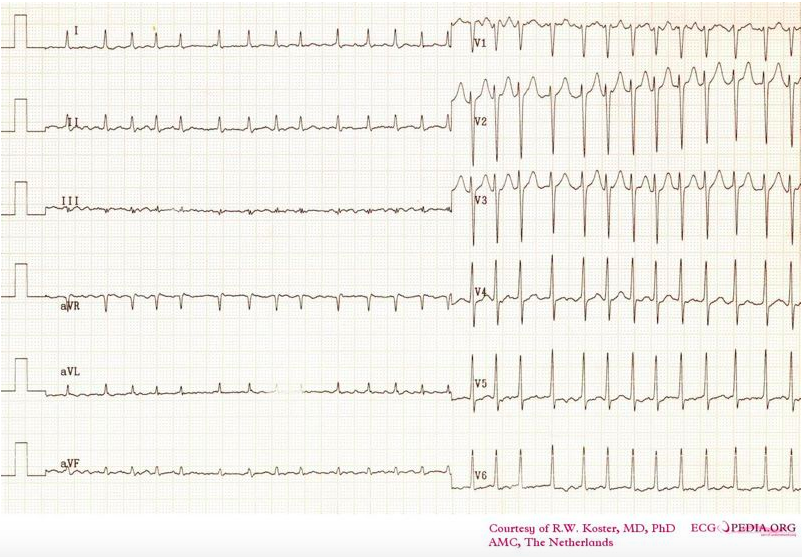 I
V1
II
V2
III
V3
aVR
V4
aVL
V5
aVF
V6
Courtesy of R.W. Koster, MD, PhD
AMC, The Netherlands
ECGPEDIA.ORG